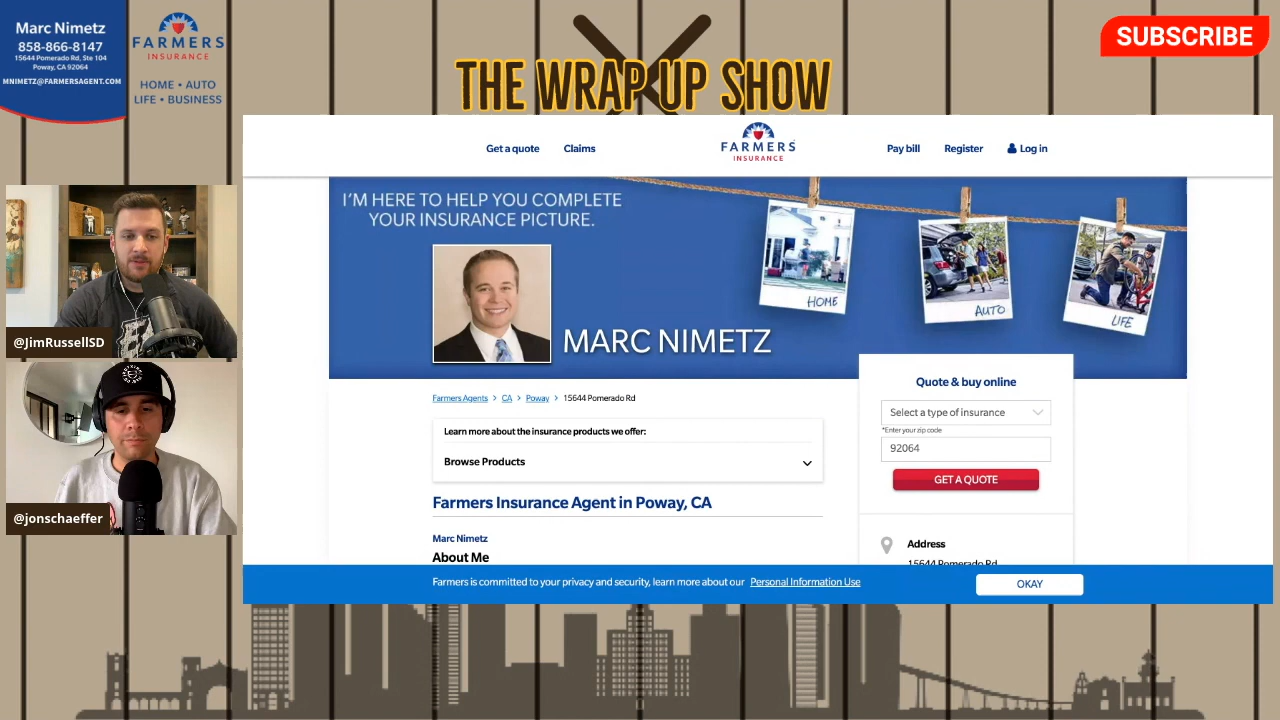 Marc Nimetz
858-866-8147
15644 Pomerado Rd, Ste 104
Poway, CA 92064
MNIMETZ@FARMERSAGENT.COM
FARMERS
INSURANCE
HOME • AUTO
LIFE • BUSINESS
THE WRAP UP SHOW
SUBSCRIBE
Get a quote
Claims
FARMERS
INSURANCE
Pay bill
Register
Log in
I'M HERE TO HELP YOU COMPLETE
YOUR INSURANCE PICTURE.
HOME
AUTO
LIFE
MARC NIMETZ
@JimRussellSD
@jonschaeffer
Farmers Agents > CA > Poway > 15644 Pomerado Rd
Learn more about the insurance products we offer:
Browse Products
Farmers Insurance Agent in Poway, CA
Marc Nimetz
About Me
Quote & buy online
Select a type of insurance
*Enter your zip code
92064
GET A QUOTE
Address
15644 Pomerado Rd
Farmers is committed to your privacy and security, learn more about our Personal Information Use
OKAY